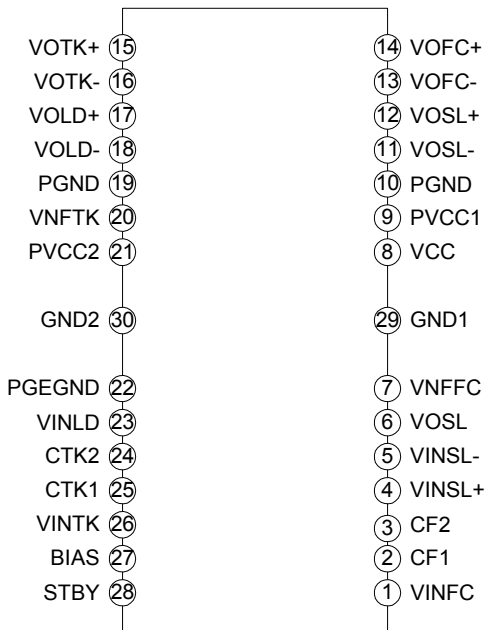 VOTK+ 15 14 VOFC+
VOTK- 16 13 VOFC-
VOLD+ 17 12 VOSL+
VOLD- 18 11 VOSL-
PGND 19 10 PGND
VNFTK 20 9 PVCC1
PVCC2 21 8 VCC
GND2 30 29 GND1
PGEGND 22 7 VNFFC
VINLD 23 6 VOSL
CTK2 24 5 VINSL-
CTK1 25 4 VINSL+
VINTK 26 3 CF2
BIAS 27 2 CF1
STBY 28 1 VINFC